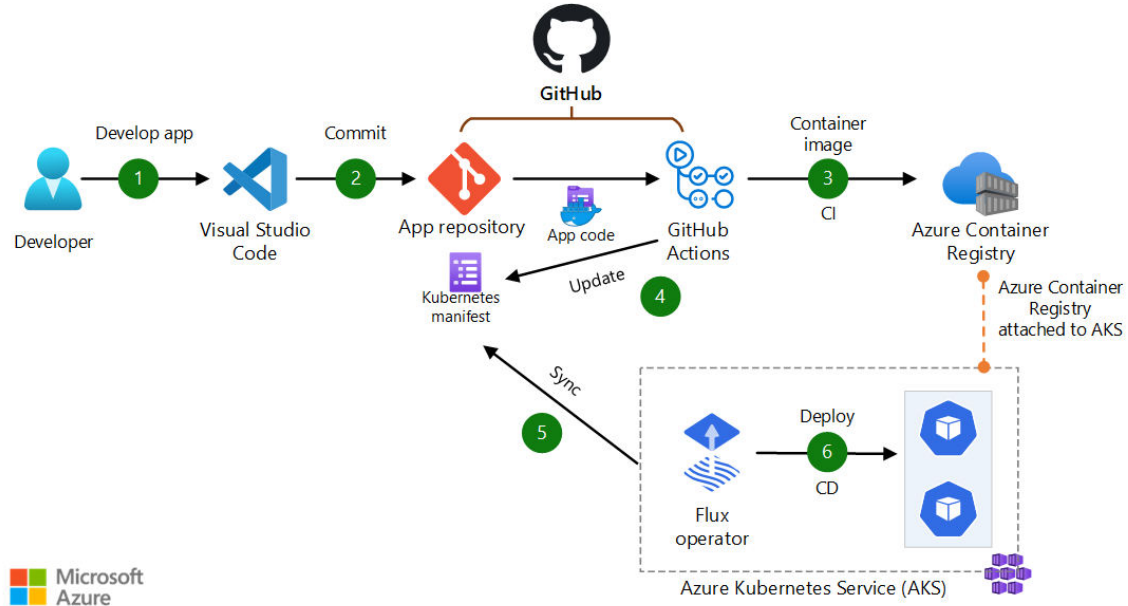 GitHub
Develop app
1
Developer
Visual Studio
Code
Commit
2
App repository
App code
GitHub
Actions
Container
image
3
CI
Azure Container
Registry
Update
4
Kubernetes
manifest
Azure Container
Registry
attached to AKS
Sync
5
Flux
operator
Deploy
6
CD
Azure Kubernetes Service (AKS)
Microsoft
Azure